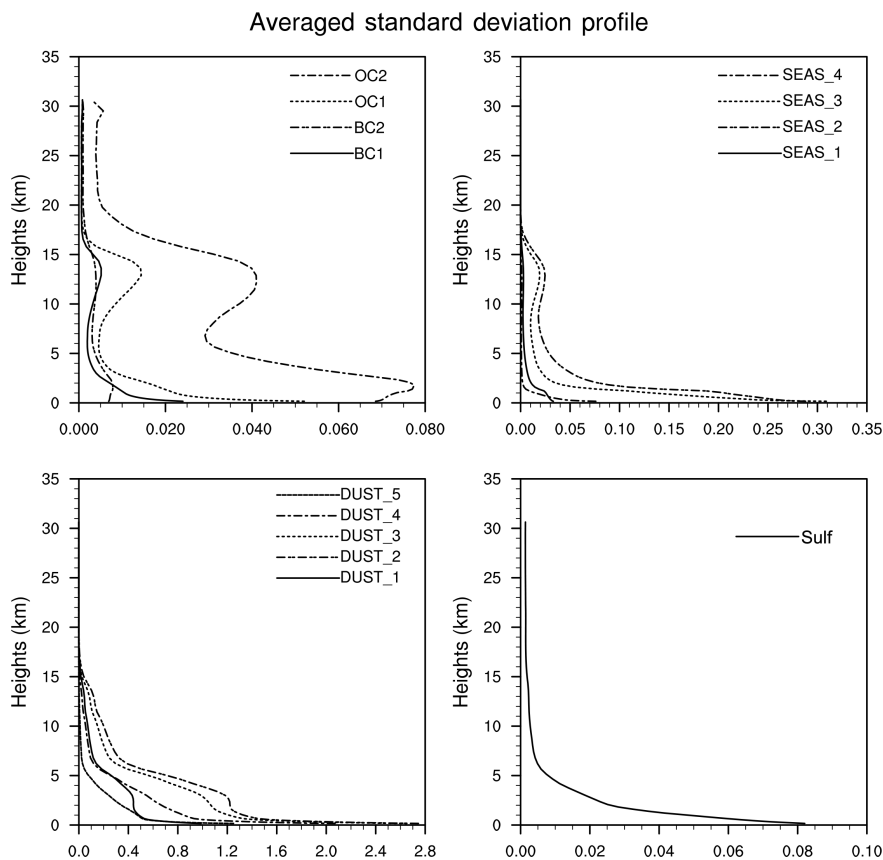 Averaged standard deviation profile
35
30
25
20
15
10
5
0
Heights (km)
OC2
OC1
BC2
BC1
0.000 0.020 0.040 0.060 0.080
35
30
25
20
15
10
5
0
Heights (km)
SEAS_4
SEAS_3
SEAS_2
SEAS_1
0.00 0.05 0.10 0.15 0.20 0.25 0.30 0.35
35
30
25
20
15
10
5
0
Heights (km)
DUST_5
DUST_4
DUST_3
DUST_2
DUST_1
0.0 0.4 0.8 1.2 1.6 2.0 2.4 2.8
35
30
25
20
15
10
5
0
Heights (km)
Sulf
0.00 0.02 0.04 0.06 0.08 0.10